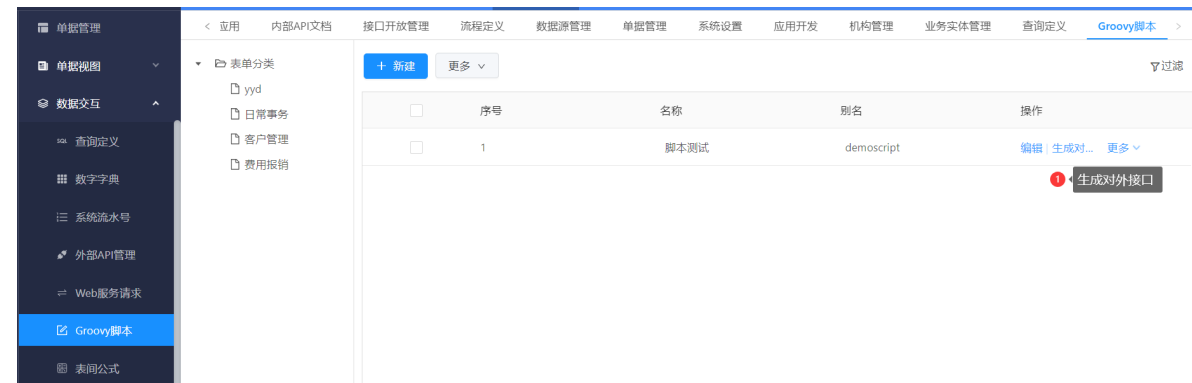 单据管理
单据视图
数据交互
查询定义
数字字典
系统流水号
外部API管理
Web服务请求
Groovy脚本
表间公式
< 应用 内部API文档 接口开放管理 流程定义 数据源管理 单据管理 系统设置 应用开发 机构管理 业务实体管理 查询定义 Groovy脚本 >
表单分类
yyd
日常事务
客户管理
费用报销
+ 新建 更多 过滤
序号 名称 别名 操作
1 脚本测试 demoscript 编辑 | 生成对... 更多
1 生成对外接口